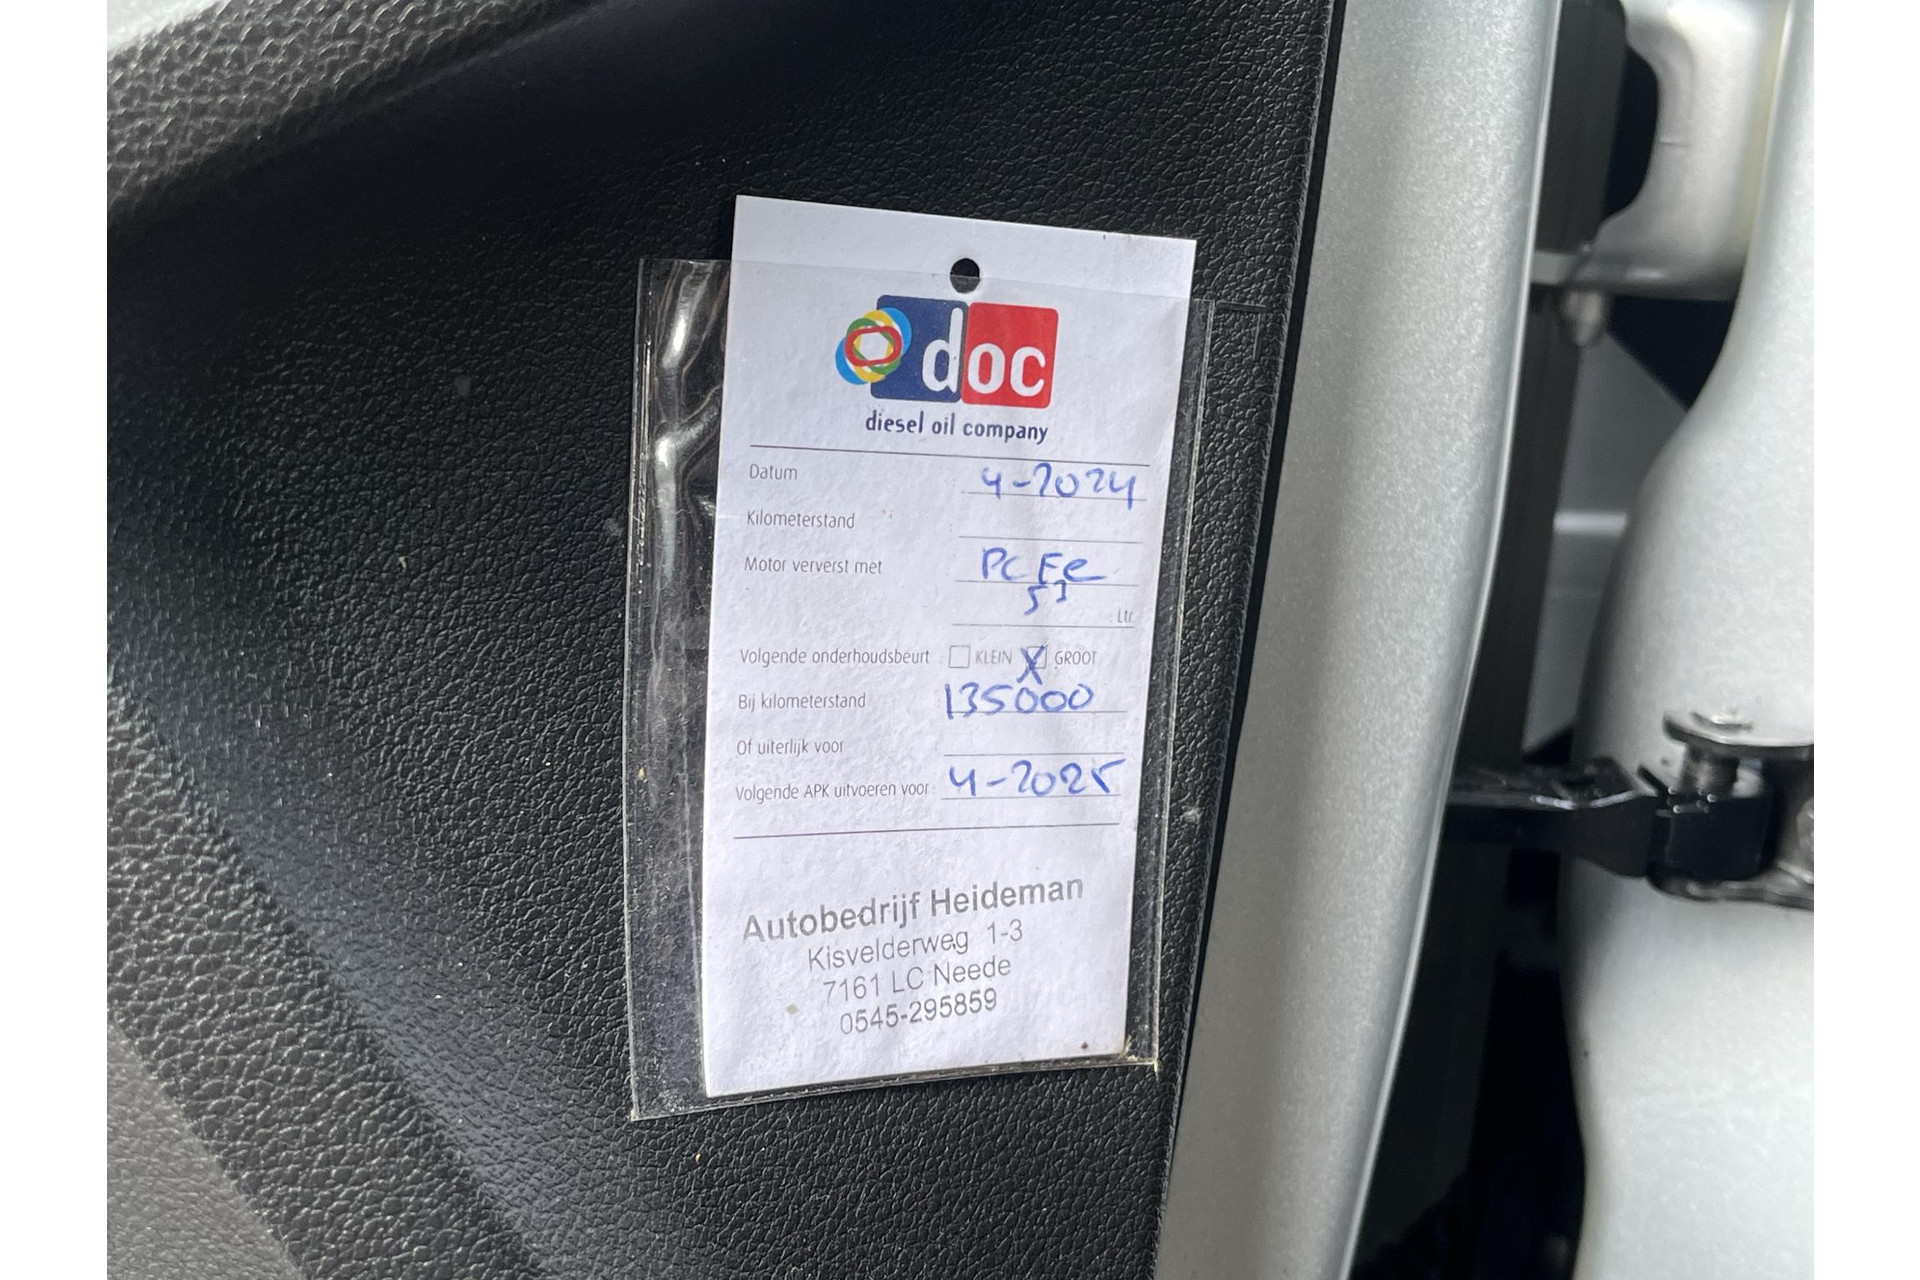 doc
diesel oil company
Datum 4-2024
Kilometerstand
Motor ververst met PC Fe
Ltr.
Volgende onderhoudsbeurt : KLEIN X GROOT
Bij kilometerstand 135000
Of uiterlijk voor
Volgende APK uitvoeren voor : 4-2025
Autobedrijf Heideman
Kisvelderweg 1-3
7161 LC Neede
0545-295859